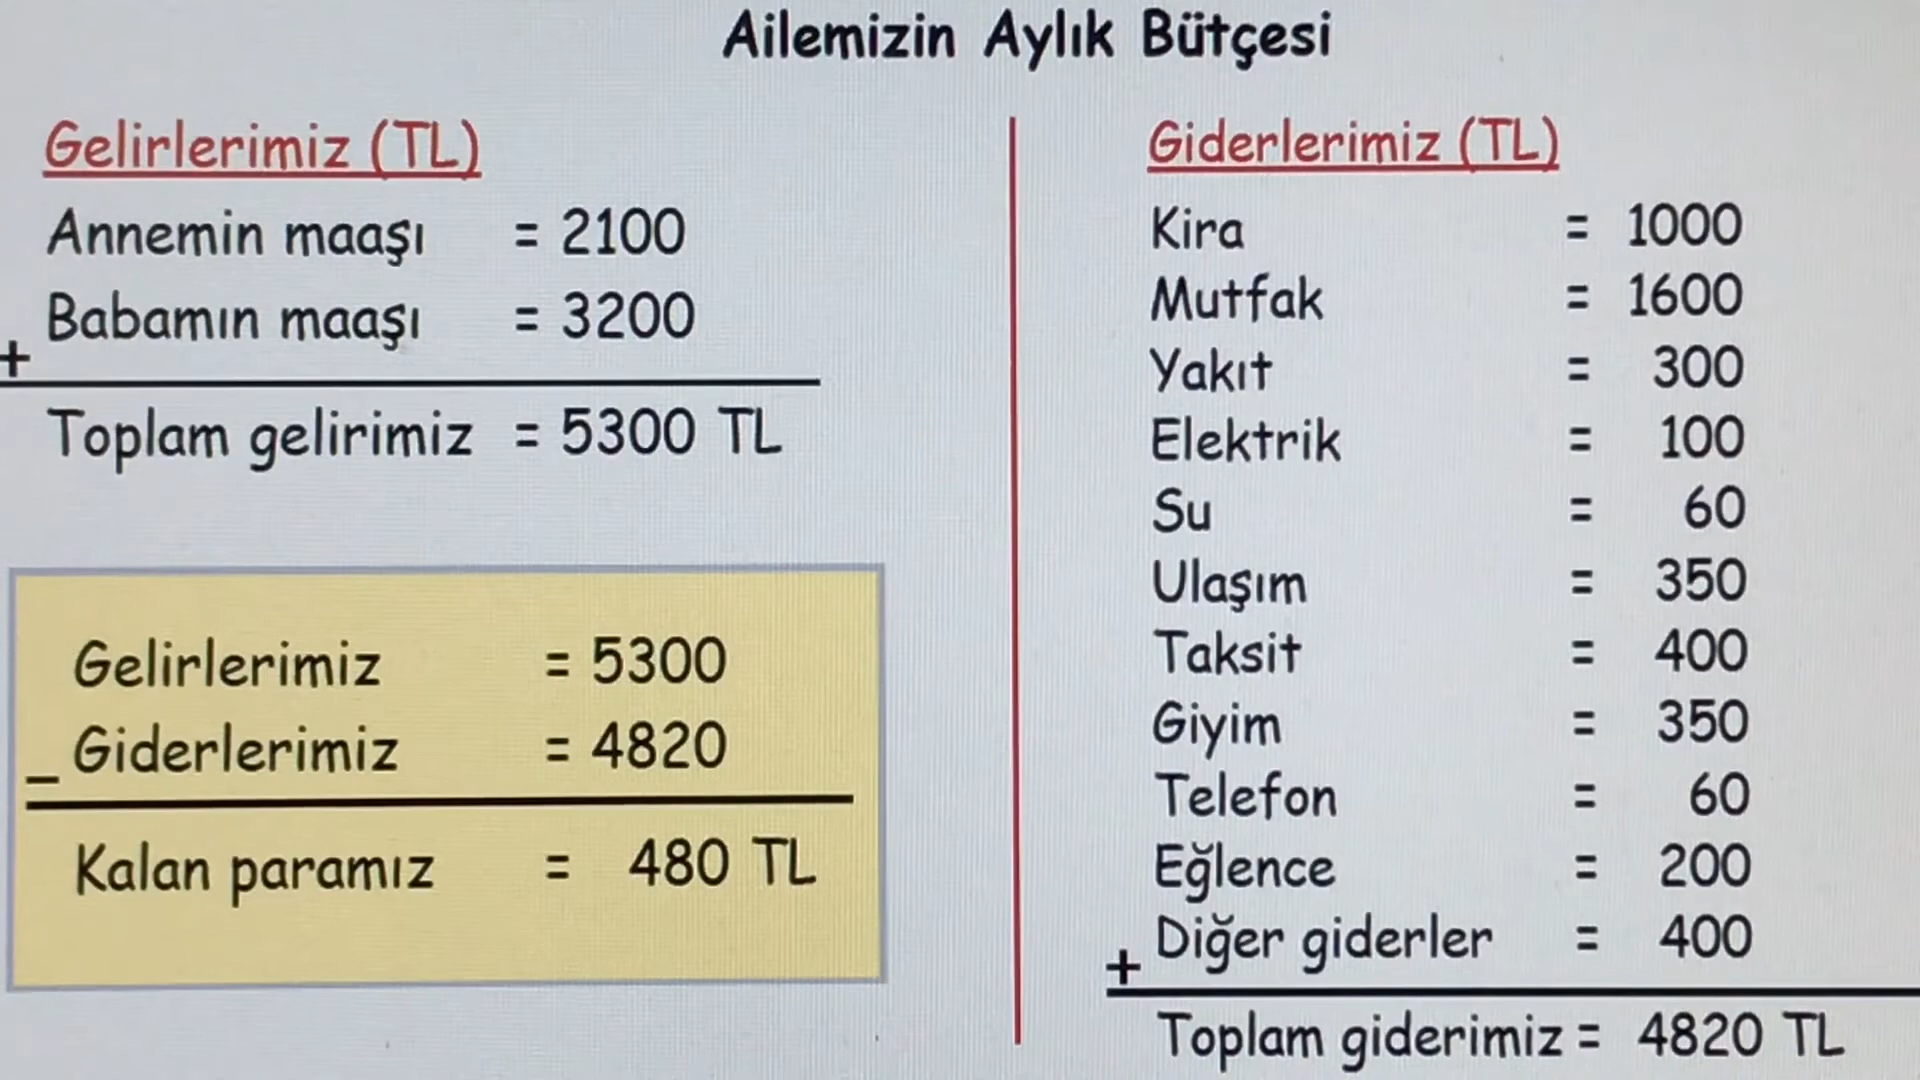 Ailemizin Aylık Bütçesi
Gelirlerimiz (TL)
Annemin maaşı = 2100
Babamın maaşı = 3200
+
Toplam gelirimiz = 5300 TL
Gelirlerimiz = 5300
Giderlerimiz = 4820
–
Kalan paramız = 480 TL
Giderlerimiz (TL)
Kira = 1000
Mutfak = 1600
Yakıt = 300
Elektrik = 100
Su = 60
Ulaşım = 350
Taksit = 400
Giyim = 350
Telefon = 60
Eğlence = 200
Diğer giderler = 400
+
Toplam giderimiz = 4820 TL